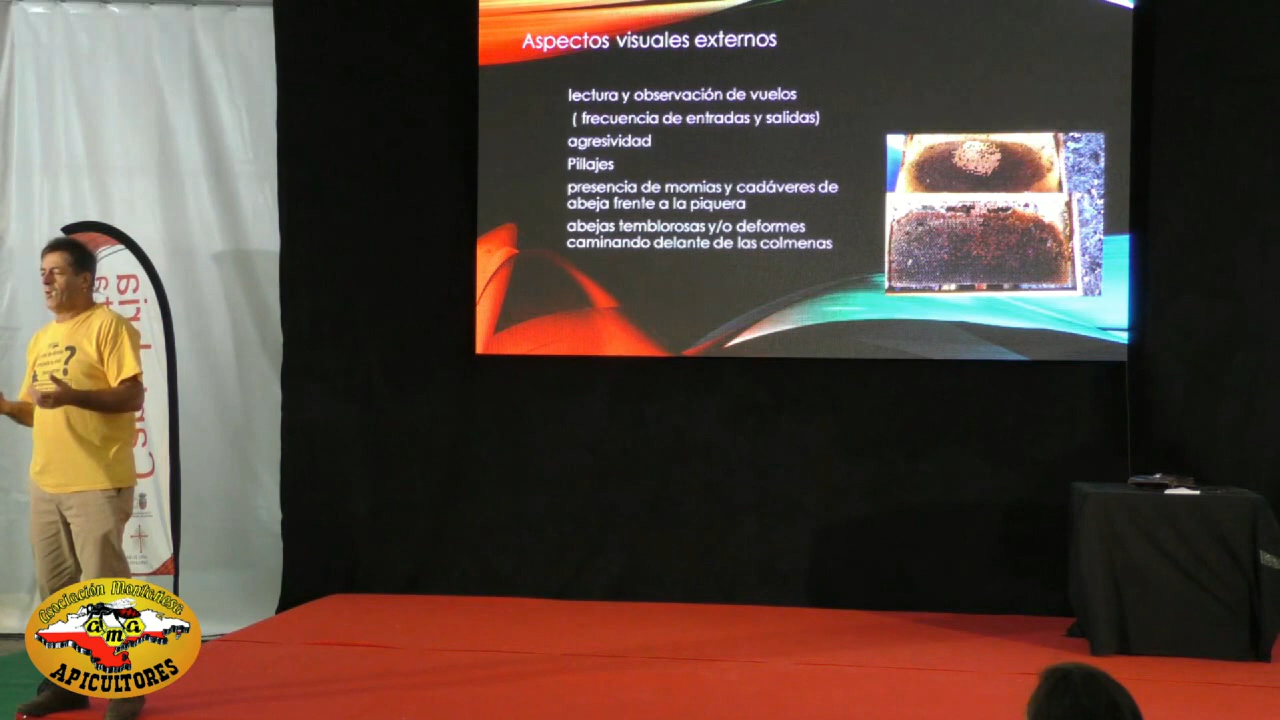 Aspectos visuales externos
lectura y observación de vuelos
( frecuencia de entradas y salidas)
agresividad
Pillajes
presencia de momias y cadáveres de
abeja frente a la piquera
abejas temblorosas y/o deformes
caminando delante de las colmenas
?
Asociación Montañesa
AMA
APICULTORES